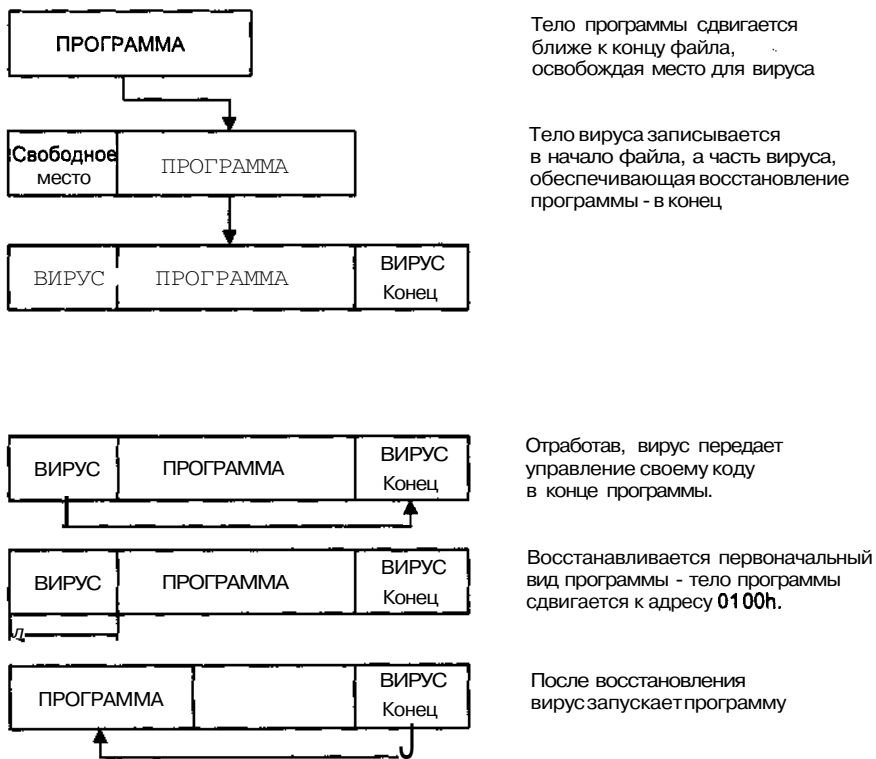 ПРОГРАММА
Тело программы сдвигается
ближе к концу файла,
освобождая место для вируса
Свободное
место
ПРОГРАММА
Тело вируса записывается
в начало файла, а часть вируса,
обеспечивающая восстановление
программы - в конец
ВИРУС
ПРОГРАММА
ВИРУС
Конец
ВИРУС
ПРОГРАММА
ВИРУС
Конец
Отработав, вирус передает
управление своему коду
в конце программы.
ВИРУС
ПРОГРАММА
ВИРУС
Конец
Восстанавливается первоначальный
вид программы - тело программы
сдвигается к адресу 0100h.
ПРОГРАММА
ВИРУС
Конец
После восстановления
вирус запускает программу